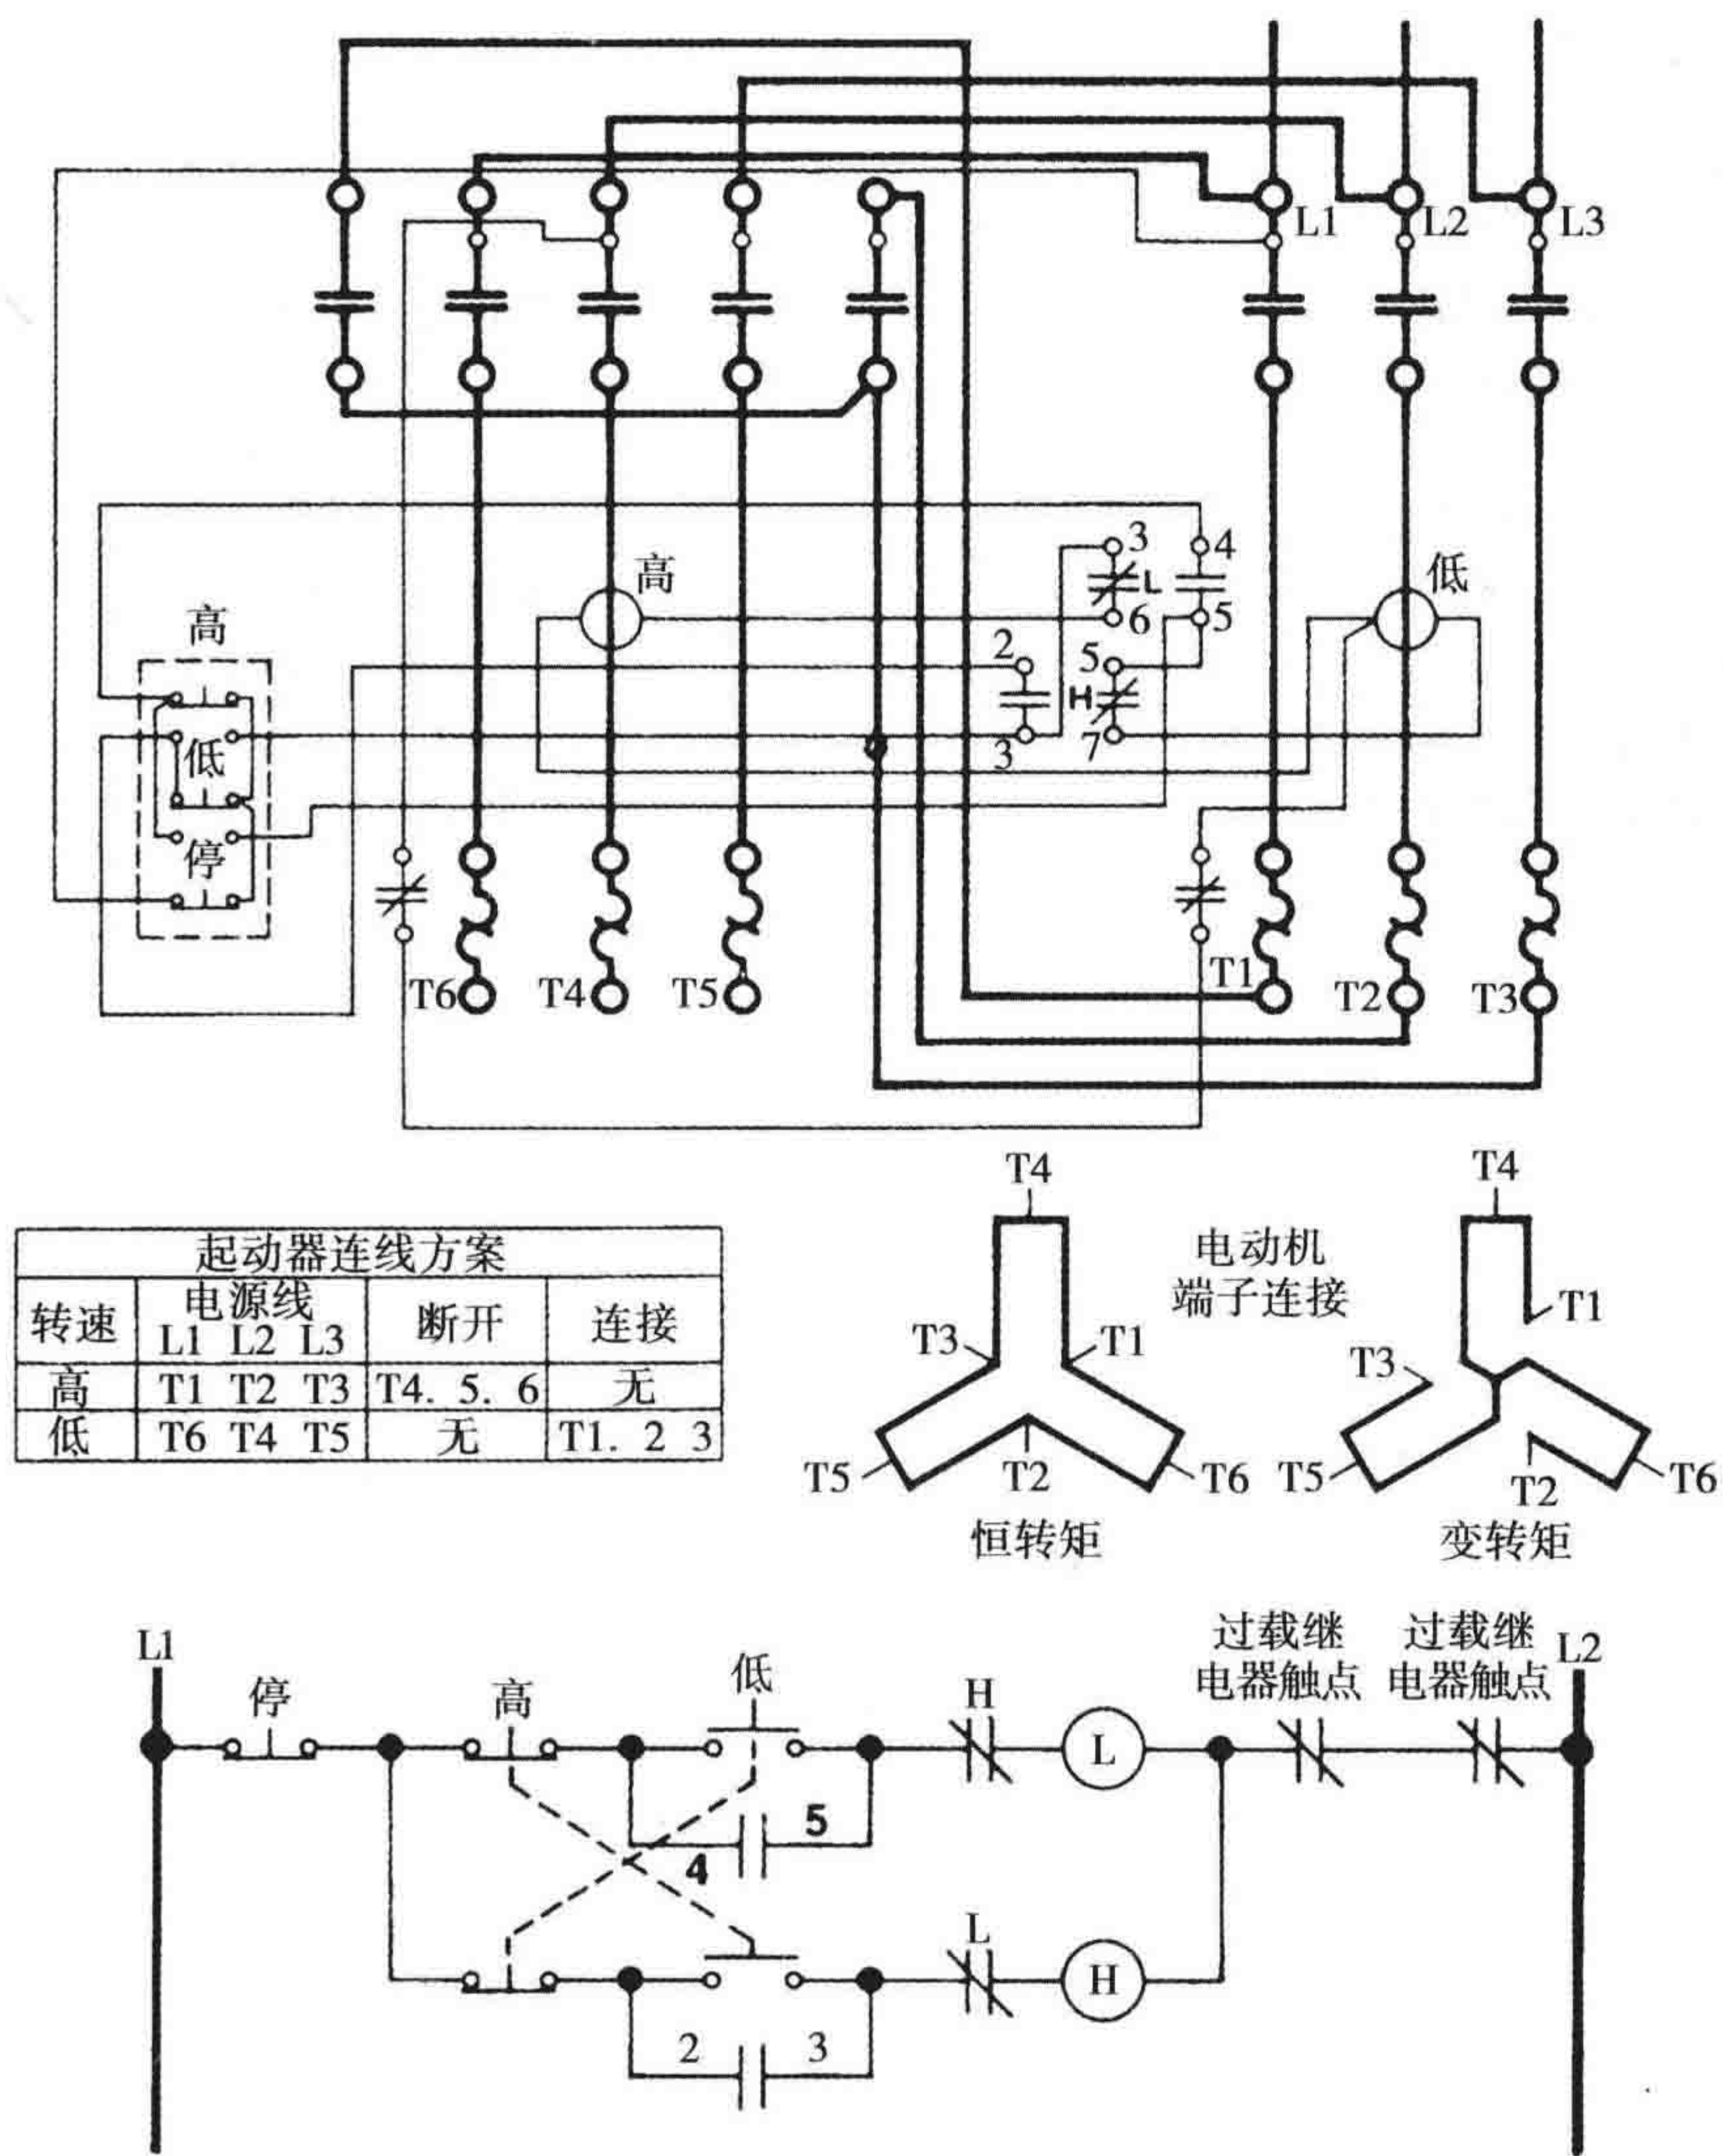 L1
L2
L3
3
4
L
高
低
6
5
高
2
5
H
3
7
低
停
T6
T4
T5
T1
T2
T3
T4
T4
起动器连线方案
转速
电源线
断开
连接
L1 L2 L3
高
T1 T2 T3
T4. 5. 6
无
低
T6 T4 T5
无
T1. 2 3
电动机
端子连接
T3
T1
T5
T2
T6
恒转矩
T1
T3
T5
T2
T6
变转矩
L1
停
高
低
H
过载继
电器触点
过载继
电器触点
L2
L
5
4
L
H
2
3